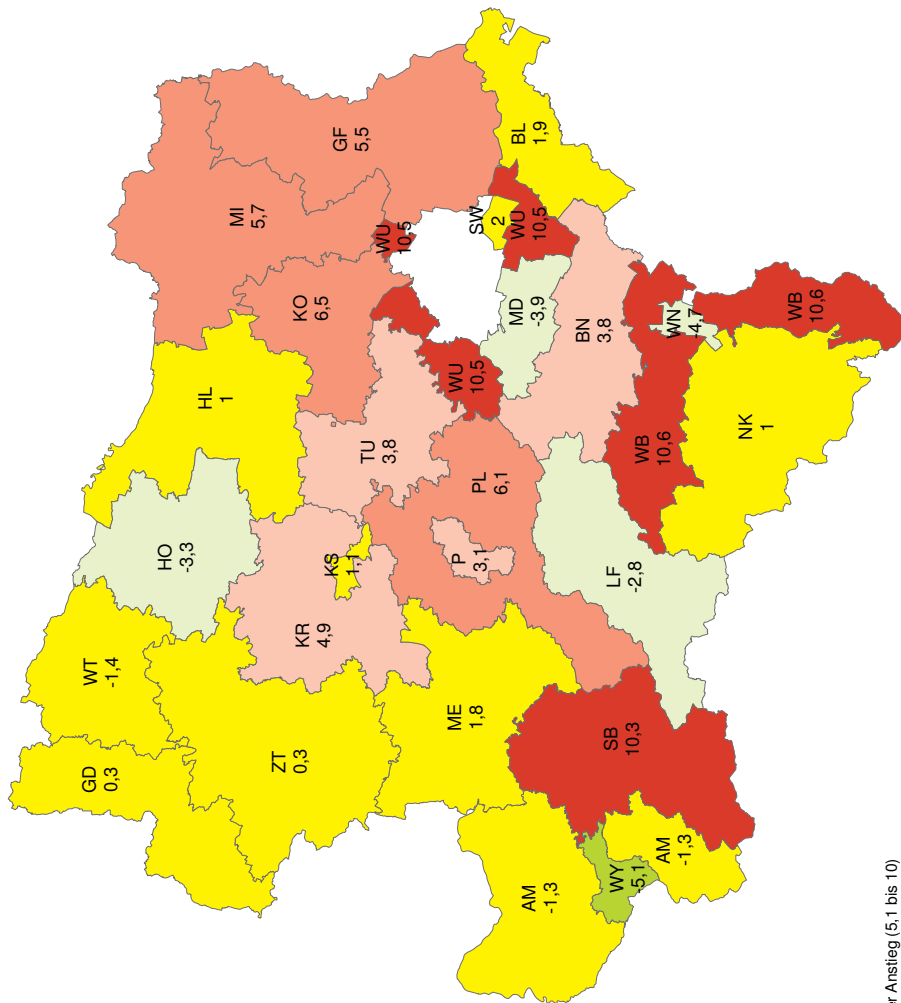 GF
5,5
BL
1,9
MI
5,7
SW
2
WU
10,5
WU
10,5
KO
6,5
MD
-3,9
BN
3,8
WN
-4,7
WB
10,6
HL
1
WU
10,5
NK
1
TU
3,8
WB
10,6
PL
6,1
HO
-3,3
KS
1,1
P
3,1
LF
-2,8
KR
4,9
WT
-1,4
ME
1,8
SB
10,3
GD
0,3
ZT
0,3
AM
-1,3
WY
-5,1
AM
-1,3
r Anstieg (5,1 bis 10)